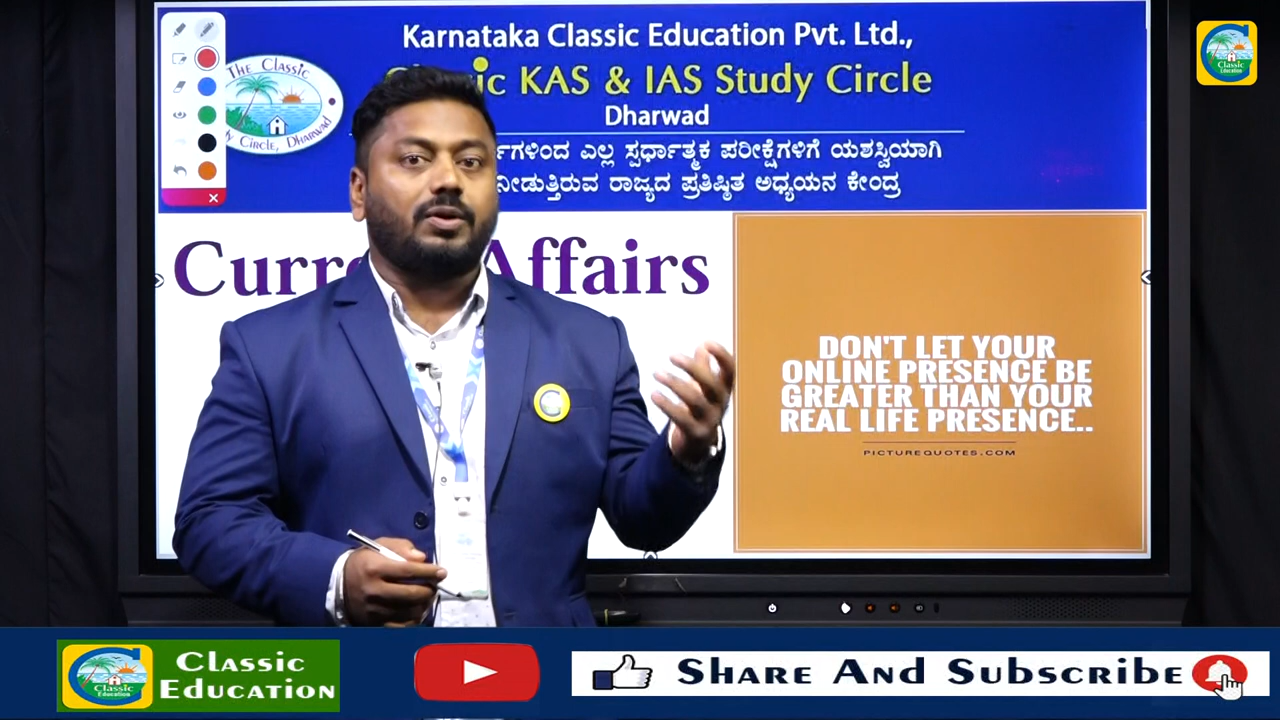 Karnataka Classic Education Pvt. Ltd.,
KAS & IAS Study Circle
Dharwad
ಎಲ್ಲ ಸ್ಪರ್ಧಾತ್ಮಕ ಪರೀಕ್ಷೆಗಳಿಗೆ ಯಶಸ್ವಿಯಾಗಿ
ನೀಡುತ್ತಿರುವ ರಾಜ್ಯದ ಪ್ರತಿಷ್ಠಿತ ಅಧ್ಯಯನ ಕೇಂದ್ರ
The Classic
Circle, Dharwad
Classic
Education
Affairs
DON'T LET YOUR
ONLINE PRESENCE BE
GREATER THAN YOUR
REAL LIFE PRESENCE..
PICTUREQUOTES.COM
Classic
Education
Classic
Education
Share And Subscribe